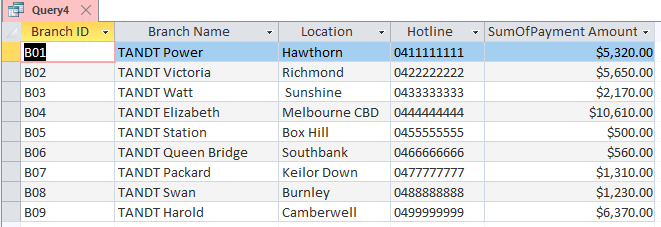 Query4
Branch ID Branch Name Location Hotline SumOfPayment Amount
B01 TANDT Power Hawthorn 0411111111 $5,320.00
B02 TANDT Victoria Richmond 0422222222 $5,650.00
B03 TANDT Watt Sunshine 0433333333 $2,170.00
B04 TANDT Elizabeth Melbourne CBD 0444444444 $10,610.00
B05 TANDT Station Box Hill 0455555555 $500.00
B06 TANDT Queen Bridge Southbank 0466666666 $560.00
B07 TANDT Packard Keilor Down 0477777777 $1,310.00
B08 TANDT Swan Burnley 0488888888 $1,230.00
B09 TANDT Harold Camberwell 0499999999 $6,370.00